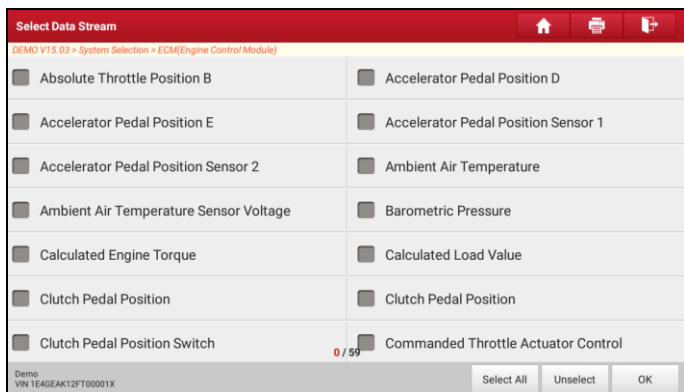 Select Data Stream
DEMO V15.03 > System Selection > ECM(Engine Control Module)
Absolute Throttle Position B
Accelerator Pedal Position D
Accelerator Pedal Position E
Accelerator Pedal Position Sensor 1
Accelerator Pedal Position Sensor 2
Ambient Air Temperature
Ambient Air Temperature Sensor Voltage
Barometric Pressure
Calculated Engine Torque
Calculated Load Value
Clutch Pedal Position
Clutch Pedal Position
Clutch Pedal Position Switch
Commanded Throttle Actuator Control
0 / 59
Demo
VIN 1E4GEAK12FT00001X
Select All
Unselect
OK